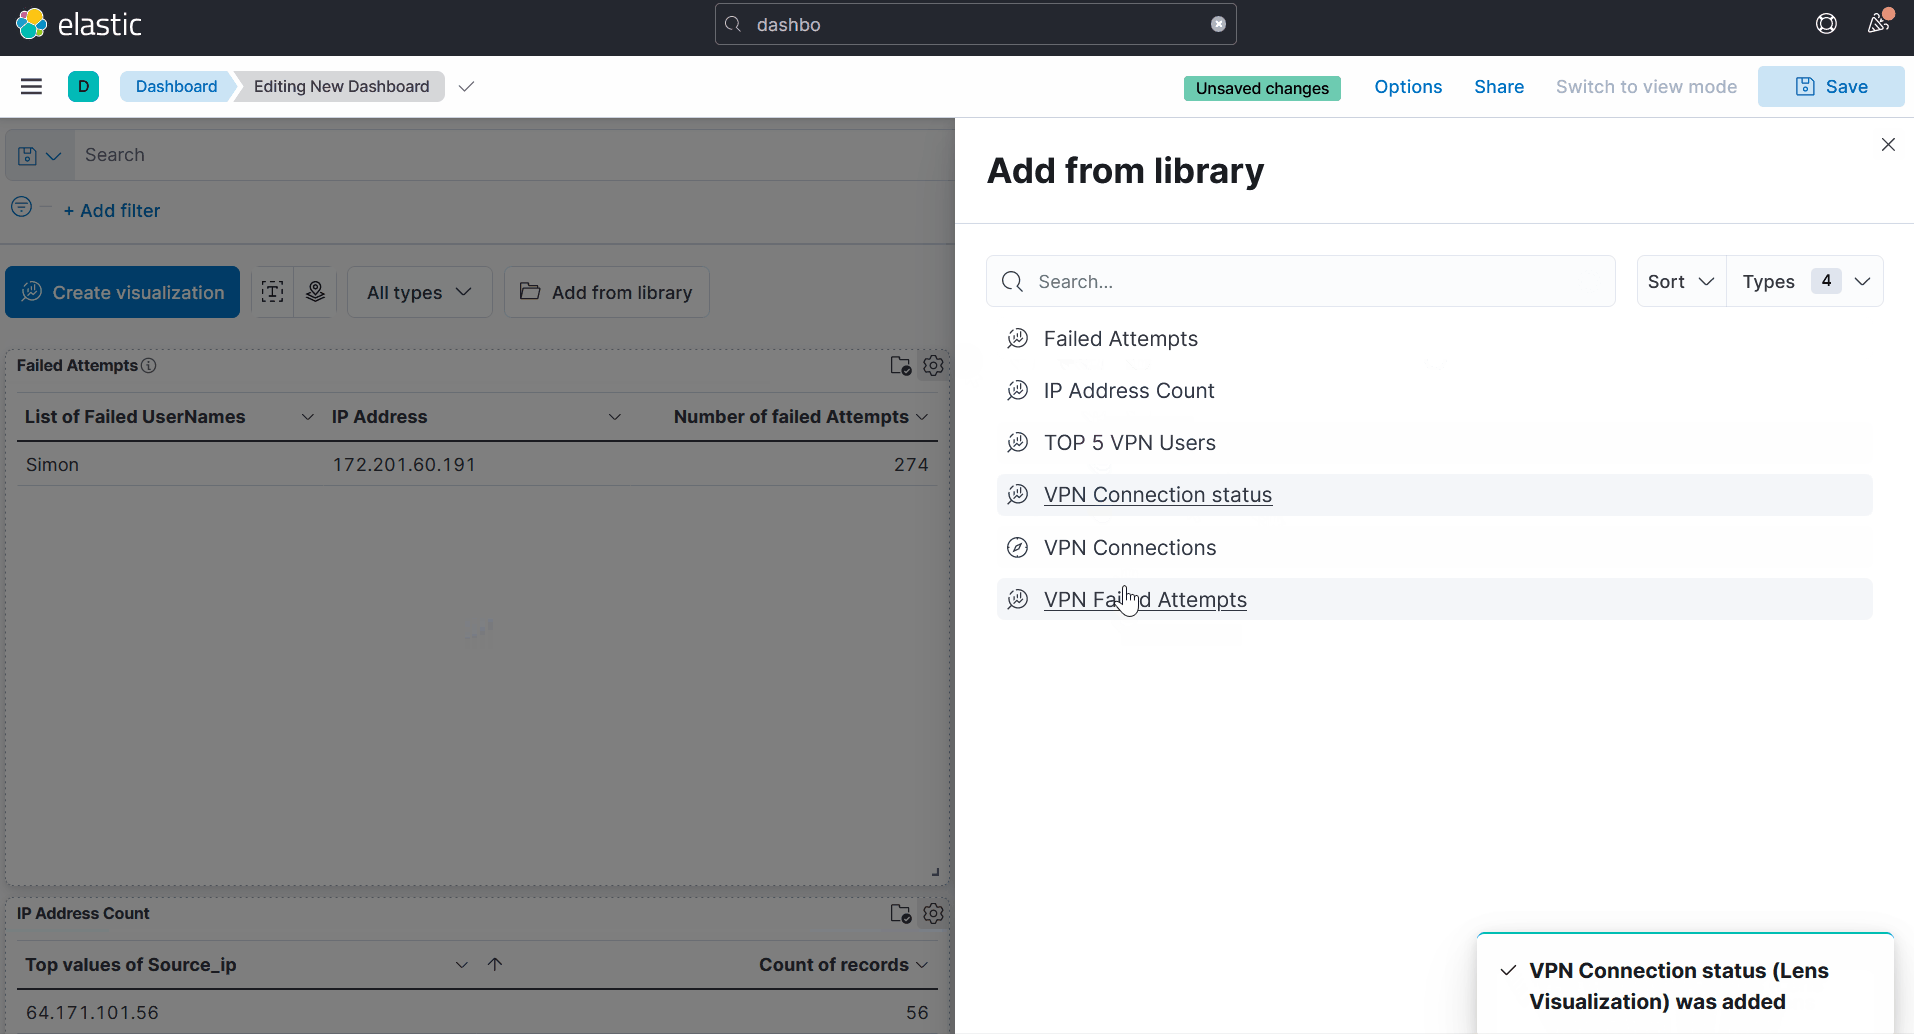 elastic
dashbo
D
Dashboard
Editing New Dashboard
Unsaved changes
Options
Share
Switch to view mode
Save
Search
+ Add filter
Create visualization
All types
Add from library
Failed Attempts
List of Failed UserNames
IP Address
Number of failed Attempts
Simon
172.201.60.191
274
IP Address Count
Top values of Source_ip
Count of records
64.171.101.56
56
Add from library
Search...
Sort
Types
4
Failed Attempts
IP Address Count
TOP 5 VPN Users
VPN Connection status
VPN Connections
VPN Failed Attempts
VPN Connection status (Lens
Visualization) was added